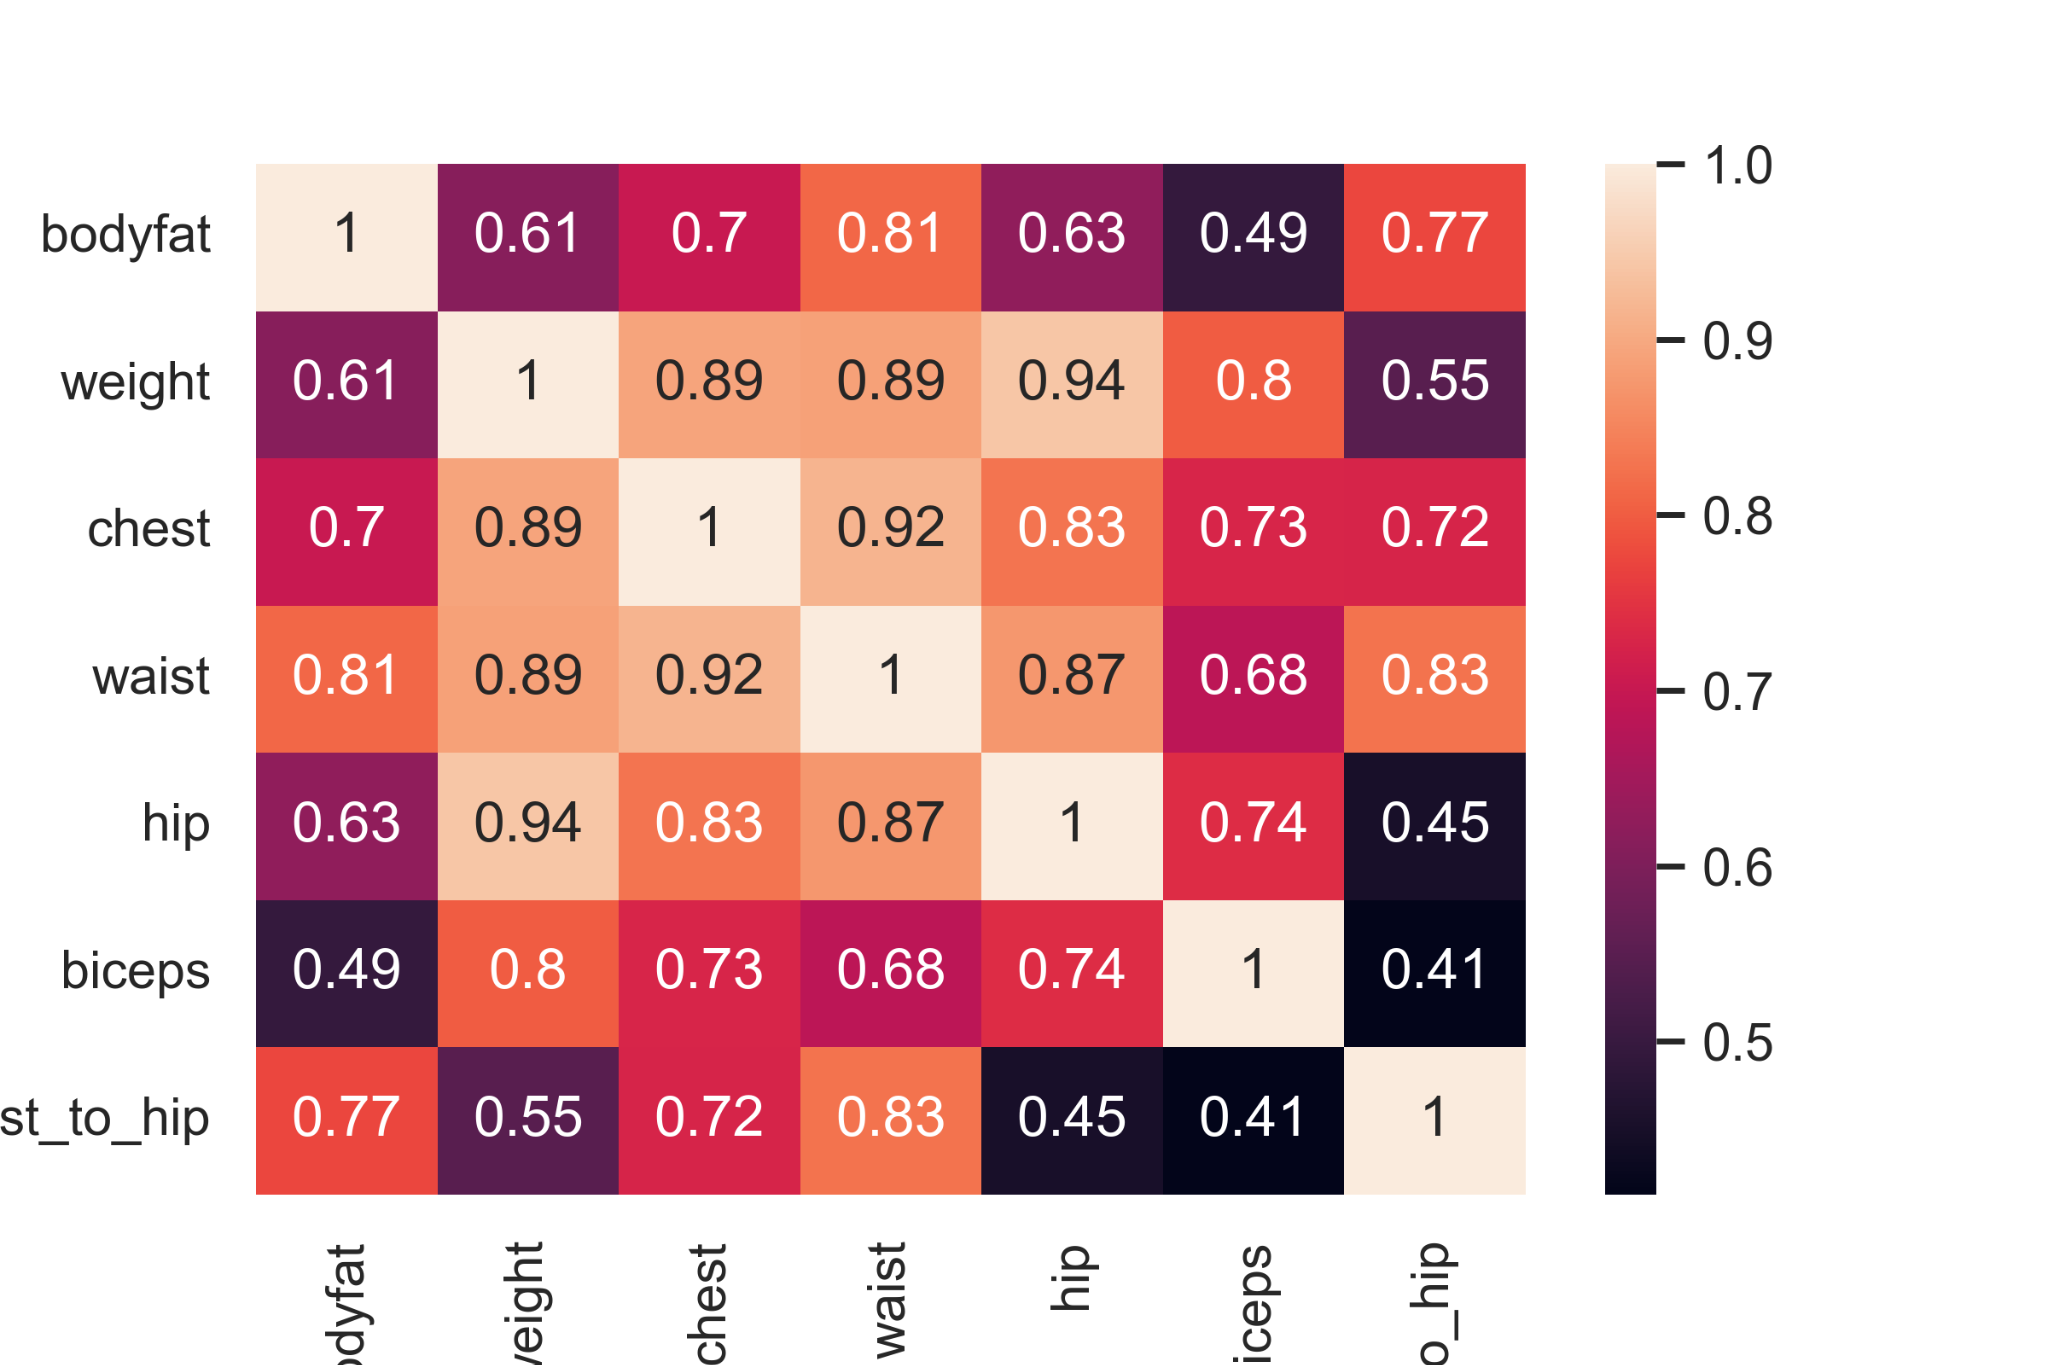 bodyfat 1 0.61 0.7 0.81 0.63 0.49 0.77
weight 0.61 1 0.89 0.89 0.94 0.8 0.55
chest 0.7 0.89 1 0.92 0.83 0.73 0.72
waist 0.81 0.89 0.92 1 0.87 0.68 0.83
hip 0.63 0.94 0.83 0.87 1 0.74 0.45
biceps 0.49 0.8 0.73 0.68 0.74 1 0.41
st_to_hip 0.77 0.55 0.72 0.83 0.45 0.41 1
odyfat
veight
chest
waist
hip
iceps
o_hip
1.0
0.9
0.8
0.7
0.6
0.5